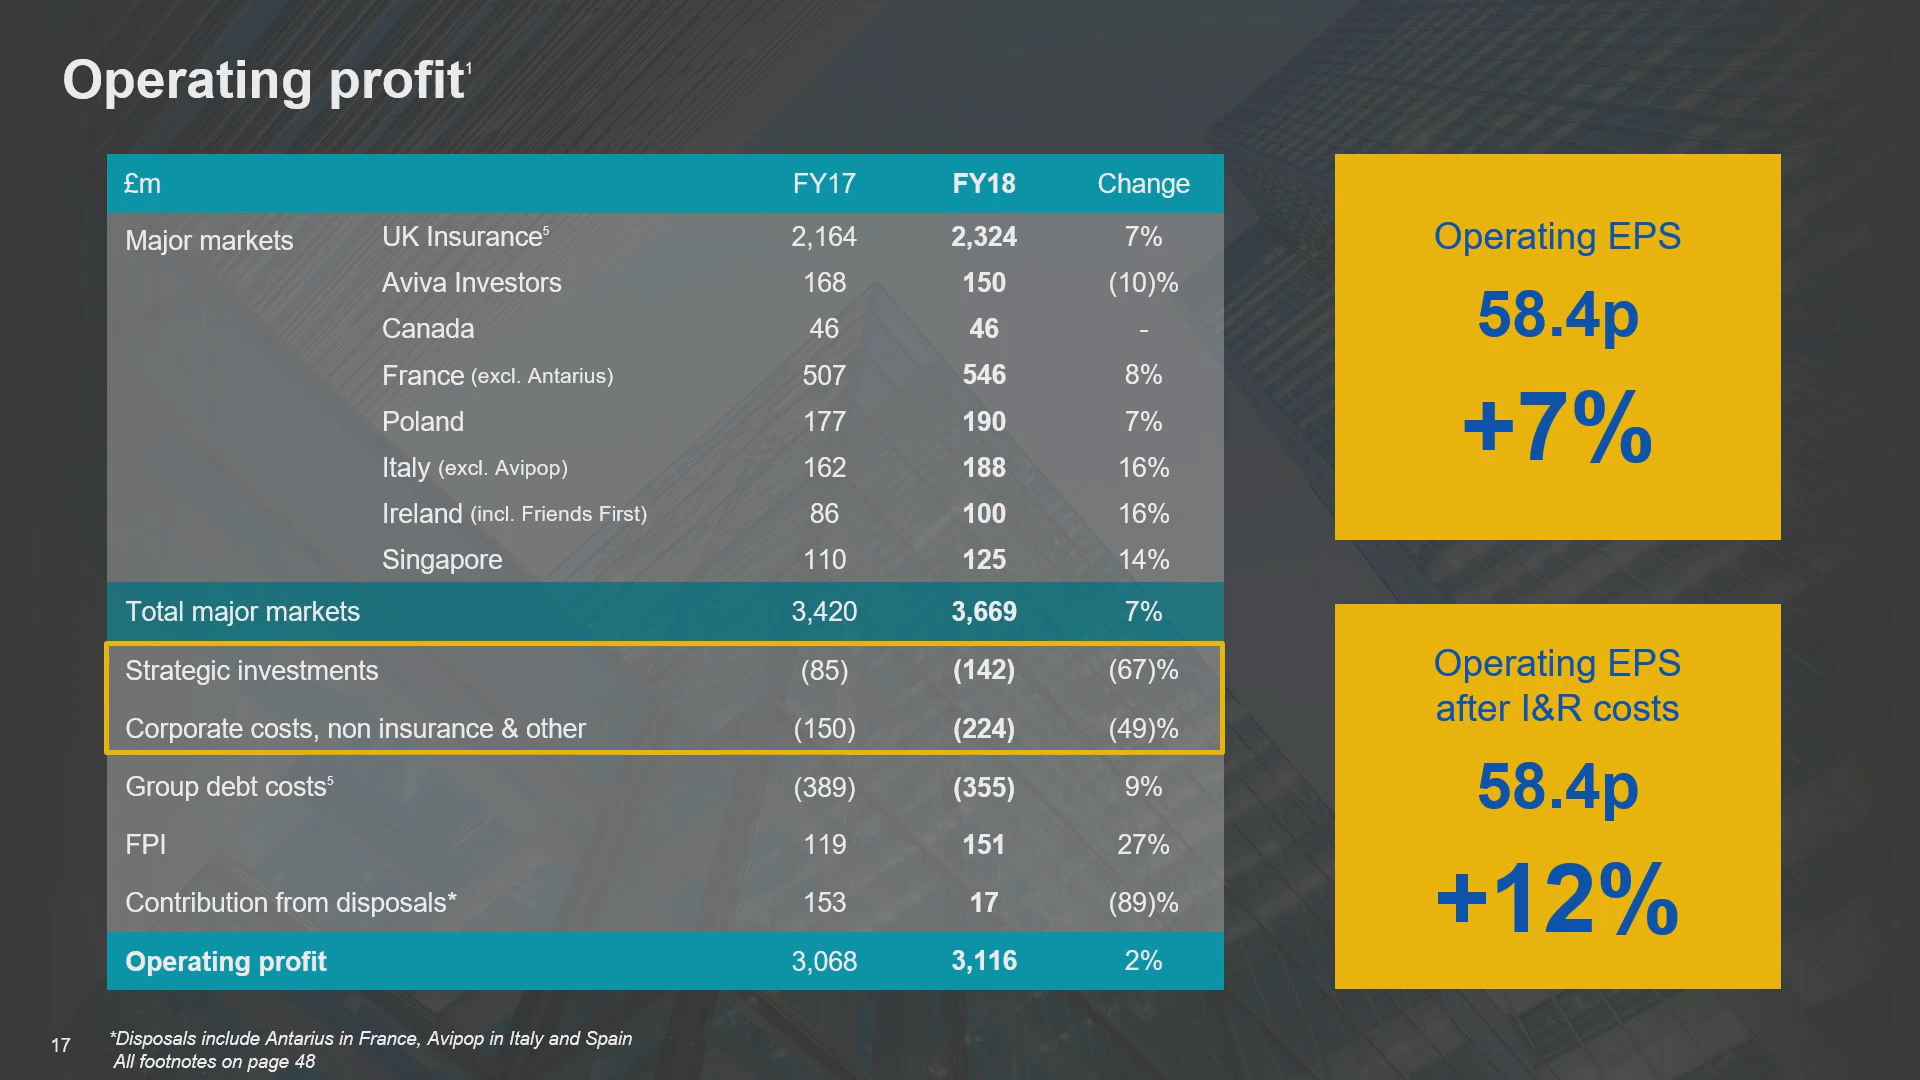 Operating profit1
£m FY17 FY18 Change
Major markets UK Insurance5 2,164 2,324 7%
Aviva Investors 168 150 (10)%
Canada 46 46 -
France (excl. Antarius) 507 546 8%
Poland 177 190 7%
Italy (excl. Avipop) 162 188 16%
Ireland (incl. Friends First) 86 100 16%
Singapore 110 125 14%
Total major markets 3,420 3,669 7%
Strategic investments (85) (142) (67)%
Corporate costs, non insurance & other (150) (224) (49)%
Group debt costs5 (389) (355) 9%
FPI 119 151 27%
Contribution from disposals* 153 17 (89)%
Operating profit 3,068 3,116 2%
Operating EPS
58.4p
+7%
Operating EPS
after I&R costs
58.4p
+12%
17
*Disposals include Antarius in France, Avipop in Italy and Spain
All footnotes on page 48